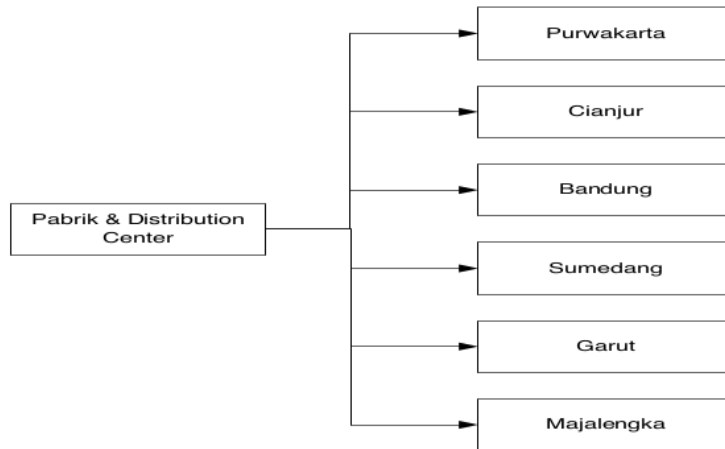 Purwakarta
Cianjur
Bandung
Pabrik & Distribution
Center
Sumedang
Garut
Majalengka